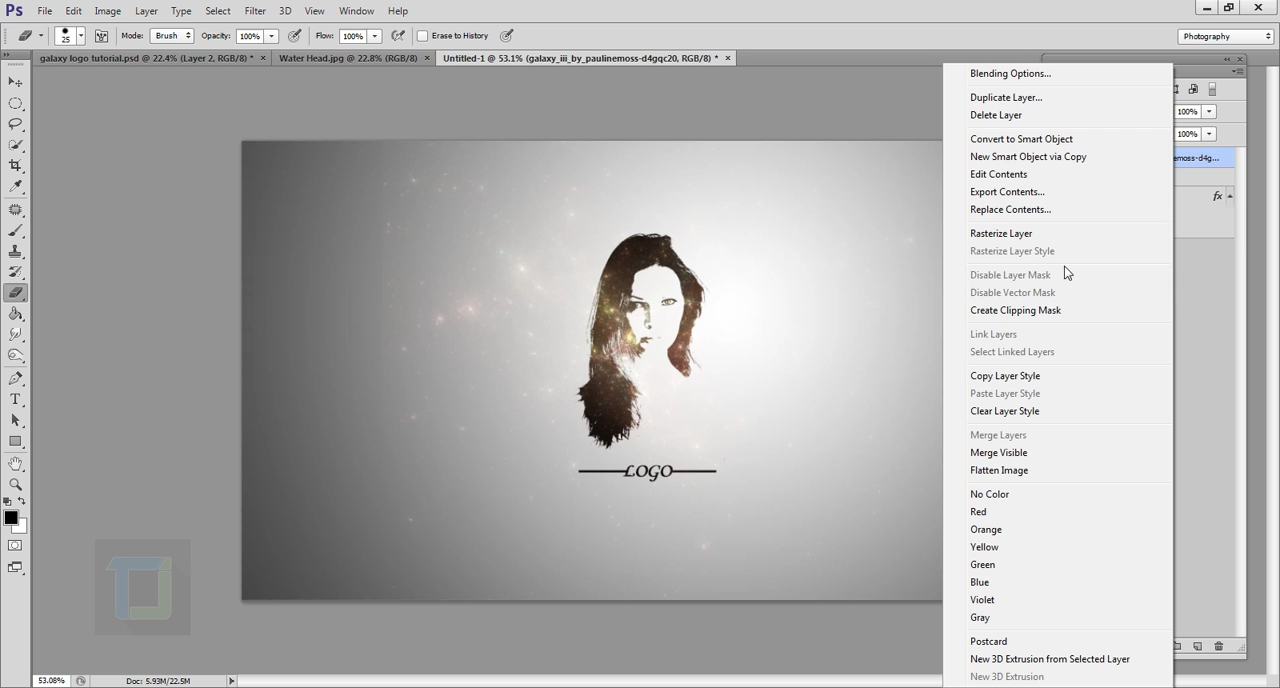 Ps File Edit Image Layer Type Select Filter 3D View Window Help
25 Mode: Brush Opacity: 100% Flow: 100% Erase to History Photography
galaxy logo tutorial.psd @ 22.4% (Layer 2, RGB/8) * × Water Head.jpg @ 22.8% (RGB/8) × Untitled-1 @ 53.1% (galaxy_iii_by_paulinemoss-d4gqc20, RGB/8) * ×
Blending Options...
Duplicate Layer...
Delete Layer
Convert to Smart Object
New Smart Object via Copy
Edit Contents
Export Contents...
Replace Contents...
Rasterize Layer
Rasterize Layer Style
Disable Layer Mask
Disable Vector Mask
Create Clipping Mask
Link Layers
Select Linked Layers
Copy Layer Style
Paste Layer Style
Clear Layer Style
Merge Layers
Merge Visible
Flatten Image
No Color
Red
Orange
Yellow
Green
Blue
Violet
Gray
Postcard
New 3D Extrusion from Selected Layer
New 3D Extrusion
100%
100%
emoss-d4g...
fx
LOGO
53.08% Doc: 5.93M/22.5M